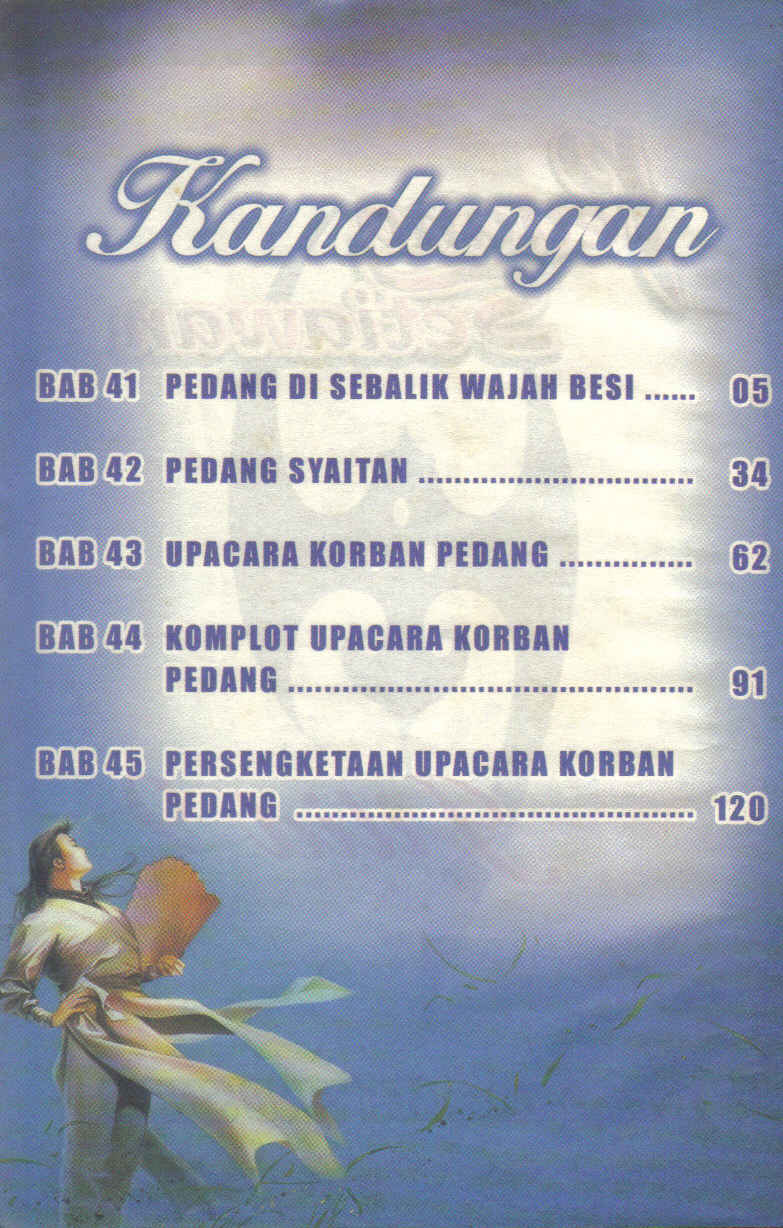 Kandungan
BAB 41 PEDANG DI SEBALIK WAJAH BESI ...... 05
BAB 42 PEDANG SYAITAN ............................... 34
BAB 43 UPACARA KORBAN PEDANG ............... 62
BAB 44 KOMPLOT UPACARA KORBAN
PEDANG .............................................. 91
BAB 45 PERSENGKETAAN UPACARA KORBAN
PEDANG ............................................. 120